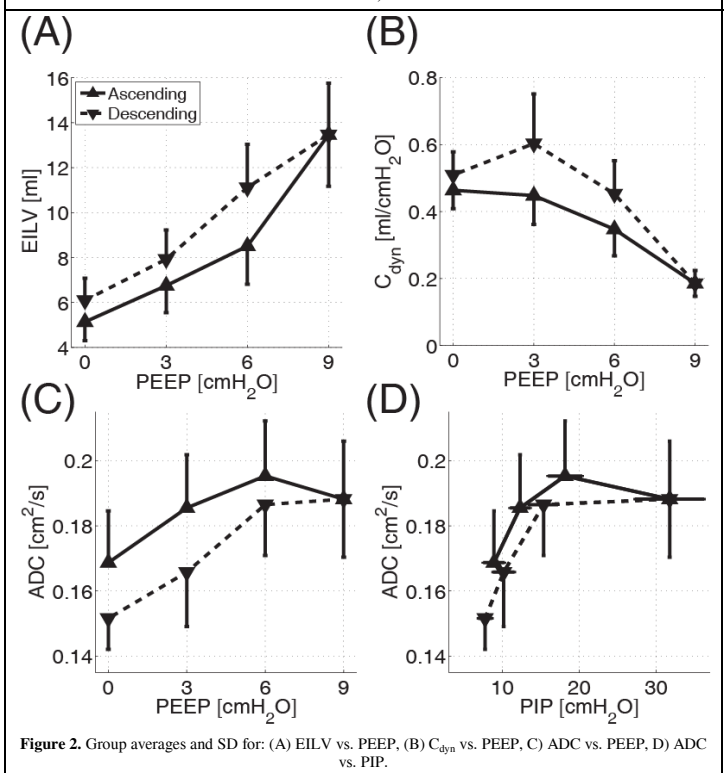 (A)
EILV [ml]
16
14
12
10
8
6
4
Ascending
Descending
0 3 6 9
PEEP [cmH2O]
(B)
Cdyn [ml/cmH2O]
0.8
0.6
0.4
0.2
0
0 3 6 9
PEEP [cmH2O]
(C)
ADC [cm²/s]
0.2
0.18
0.16
0.14
0 3 6 9
PEEP [cmH2O]
(D)
ADC [cm²/s]
0.2
0.18
0.16
0.14
10 20 30
PIP [cmH2O]
Figure 2. Group averages and SD for: (A) EILV vs. PEEP, (B) Cdyn vs. PEEP, C) ADC vs. PEEP, D) ADC
vs. PIP.